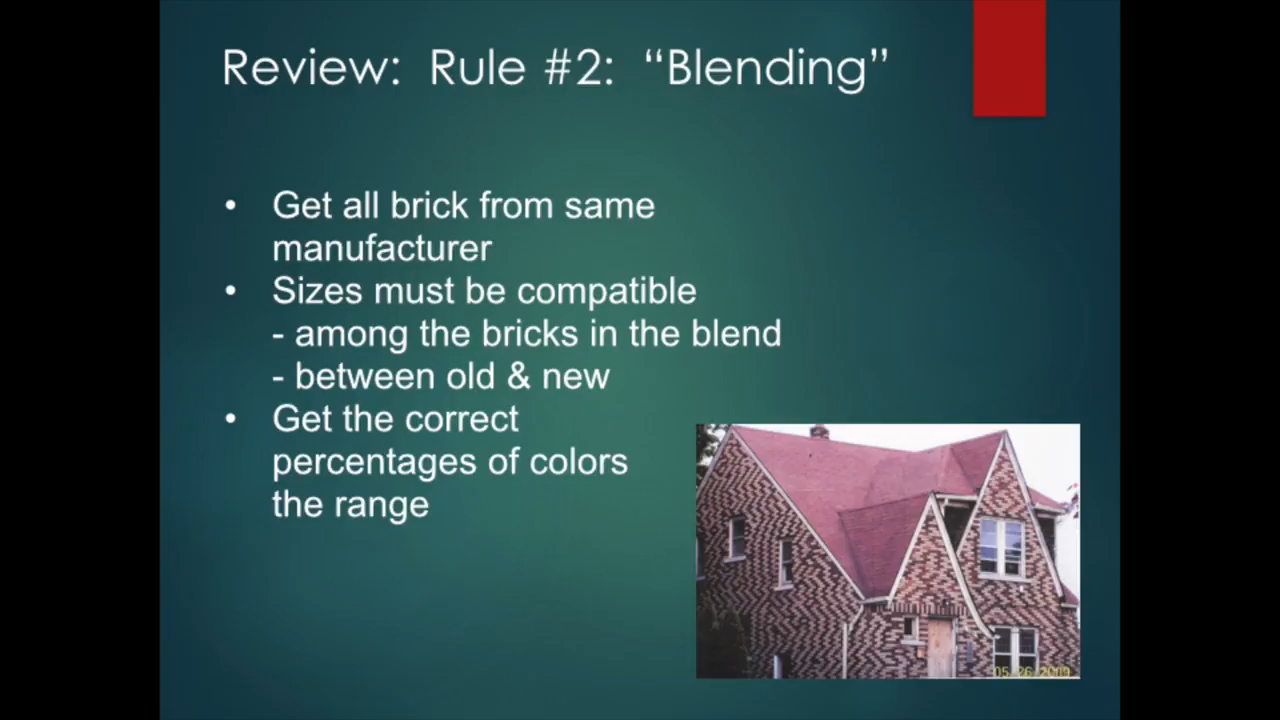 Review: Rule #2: “Blending”
• Get all brick from same
manufacturer
• Sizes must be compatible
- among the bricks in the blend
- between old & new
• Get the correct
percentages of colors
the range
05 26 2009